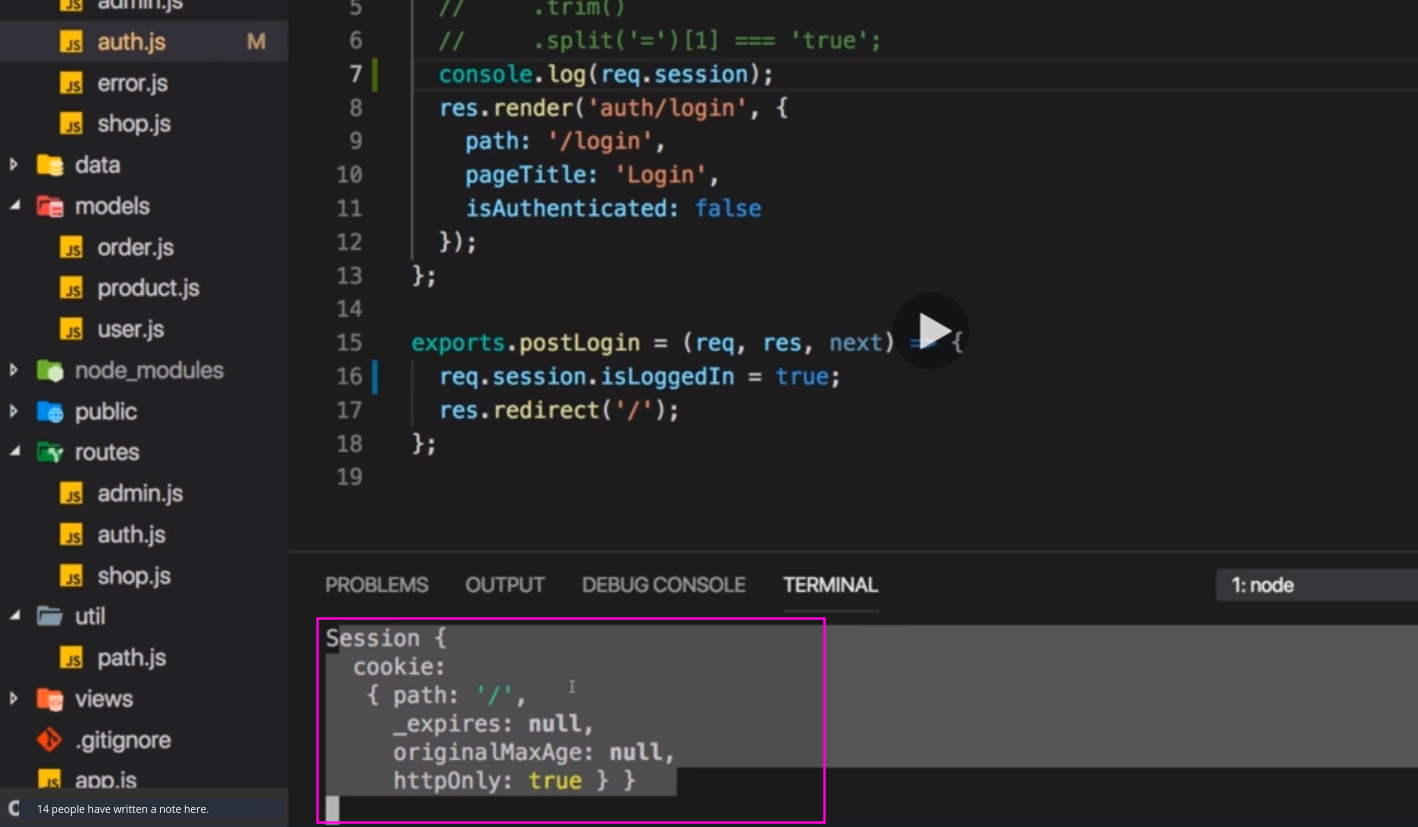 admin.js
auth.js M
error.js
shop.js
data
models
order.js
product.js
user.js
node_modules
public
routes
admin.js
auth.js
shop.js
util
path.js
views
.gitignore
app.js
14 people have written a note here.
5 // .trim()
6 // .split('=')[1] === 'true';
7 console.log(req.session);
8 res.render('auth/login', {
9 path: '/login',
10 pageTitle: 'Login',
11 isAuthenticated: false
12 });
13 };
14
15 exports.postLogin = (req, res, next) => {
16 req.session.isLoggedIn = true;
17 res.redirect('/');
18 };
19
PROBLEMS OUTPUT DEBUG CONSOLE TERMINAL 1: node
Session {
cookie:
{ path: '/',
_expires: null,
originalMaxAge: null,
httpOnly: true } }